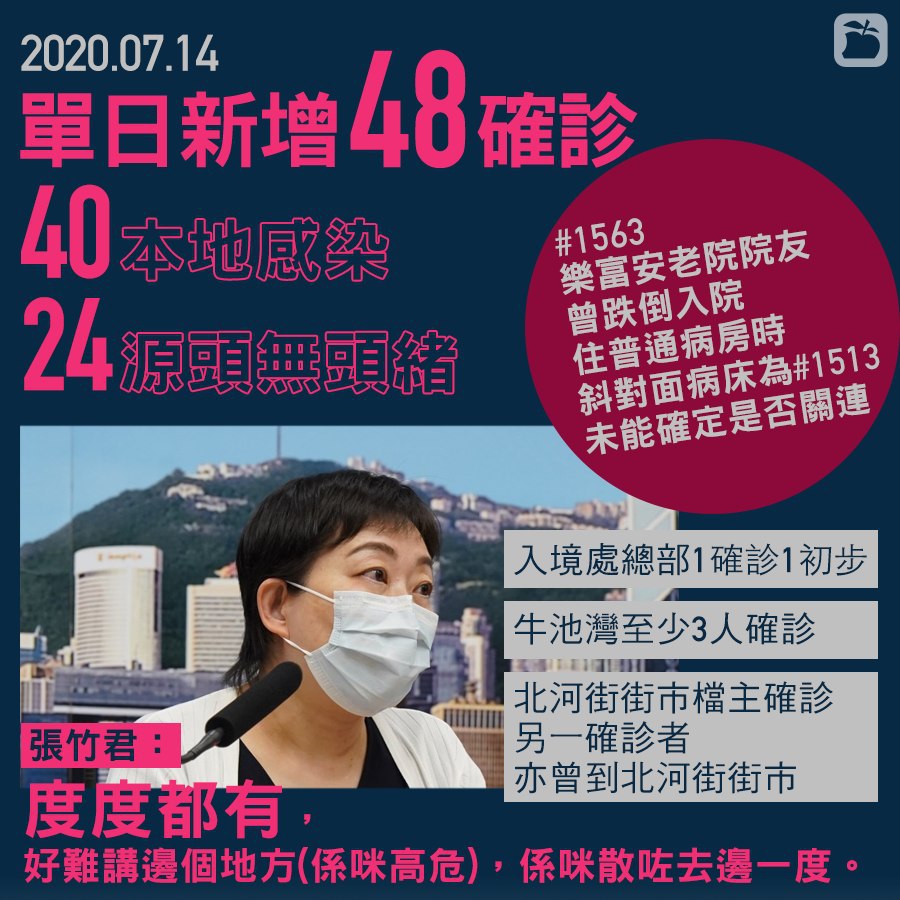 2020.07.14
單日新增48確診
40本地感染
24源頭無頭緒
#1563
樂富安老院院友
曾跌倒入院
住普通病房時
斜對面病床為#1513
未能確定是否關連
入境處總部1確診1初步
牛池灣至少3人確診
北河街街市檔主確診
另一確診者
亦曾到北河街街市
張竹君：
度度都有，
好難講邊個地方(係咪高危)，係咪散咗去邊一度。